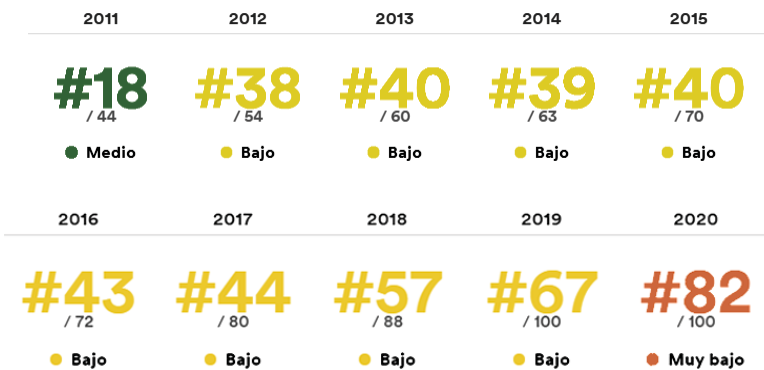 2011 2012 2013 2014 2015
#18 #38 #40 #39 #40
/ 44 / 54 / 60 / 63 / 70
Medio Bajo Bajo Bajo Bajo
2016 2017 2018 2019 2020
#43 #44 #57 #67 #82
/ 72 / 80 / 88 / 100 / 100
Bajo Bajo Bajo Bajo Muy bajo